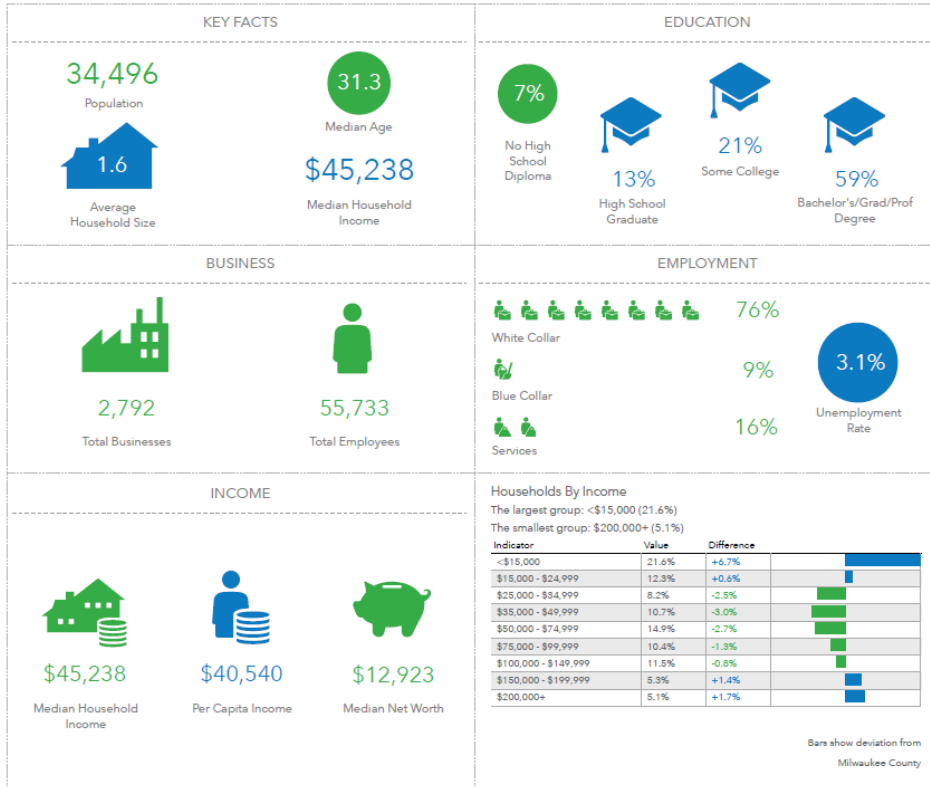 KEY FACTS
34,496
Population
31.3
Median Age
1.6
Average
Household Size
$45,238
Median Household
Income
EDUCATION
7%
No High
School
Diploma
13%
High School
Graduate
21%
Some College
59%
Bachelor's/Grad/Prof
Degree
BUSINESS
2,792
Total Businesses
55,733
Total Employees
EMPLOYMENT
76%
White Collar
9%
Blue Collar
16%
Services
3.1%
Unemployment
Rate
INCOME
$45,238
Median Household
Income
$40,540
Per Capita Income
$12,923
Median Net Worth
Households By Income
The largest group: <$15,000 (21.6%)
The smallest group: $200,000+ (5.1%)
Indicator Value Difference
<$15,000 21.6% +6.7%
$15,000 - $24,999 12.3% +0.6%
$25,000 - $34,999 8.2% -2.5%
$35,000 - $49,999 10.7% -3.0%
$50,000 - $74,999 14.9% -2.7%
$75,000 - $99,999 10.4% -1.3%
$100,000 - $149,999 11.5% -0.8%
$150,000 - $199,999 5.3% +1.4%
$200,000+ 5.1% +1.7%
Bars show deviation from
Milwaukee County